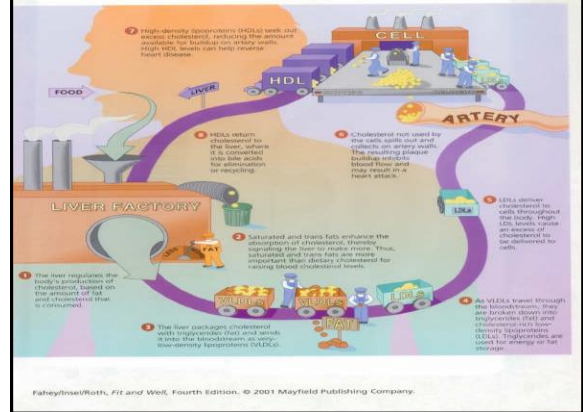 7 High-density lipoproteins (HDLs) seek out
excess cholesterol, reducing the amount
available for buildup on artery walls.
High HDL levels can help reverse
heart disease.
CELL
HDL
FOOD
LIVER
ARTERY
8 HDLs return
cholesterol to
the liver, where
it is converted
into bile acids
for elimination
or recycling.
6 Cholesterol not used by
the cells spills out and
collects on artery walls.
The resulting plaque
buildup inhibits
blood flow and
may result in a
heart attack.
LIVER FACTORY
LDLs
5 LDLs deliver
cholesterol to
cells throughout
the body. High
LDL levels cause
an excess of
cholesterol to
be delivered to
cells.
FAT
2 Saturated and trans fats enhance the
absorption of cholesterol, thereby
signaling the liver to make more. Thus,
saturated and trans fats are more
important than dietary cholesterol for
raising blood cholesterol levels.
1 The liver regulates the
body's production of
cholesterol, based on
the amount of fat
and cholesterol that
is consumed.
VLDLs
VLDLs
LDLs
FAT
3 The liver packages cholesterol
with triglycerides (fat) and sends
it into the bloodstream as very-
low-density lipoproteins (VLDLs).
4 As VLDLs travel through
the bloodstream, they
are broken down into
triglycerides (fat) and
cholesterol-rich low-
density lipoproteins
(LDLs). Triglycerides are
used for energy or fat
storage.
Fahey/Insel/Roth, Fit and Well, Fourth Edition. © 2001 Mayfield Publishing Company.